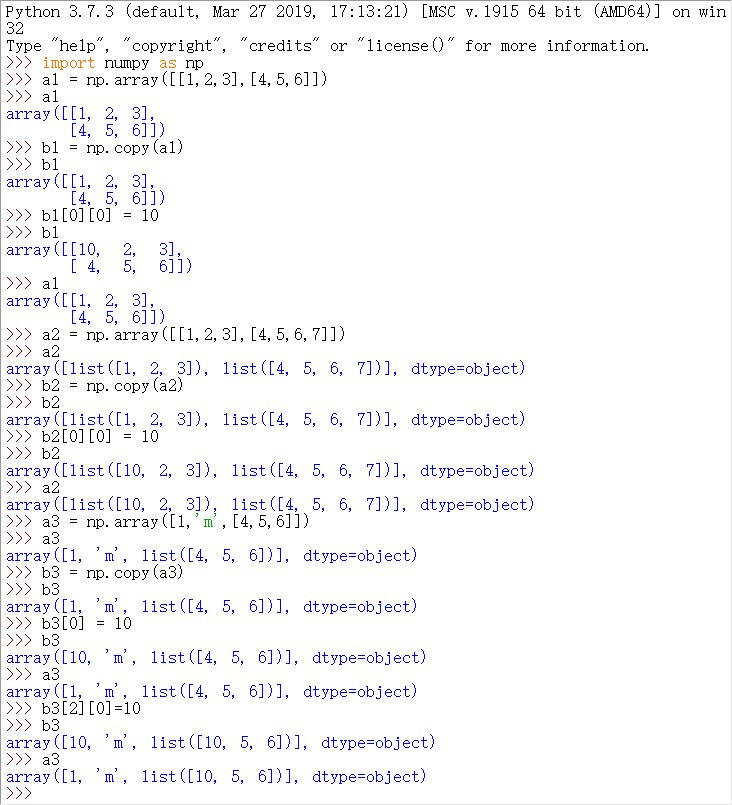 Python 3.7.3 (default, Mar 27 2019, 17:13:21) [MSC v.1915 64 bit (AMD64)] on win
32
Type "help", "copyright", "credits" or "license()" for more information.
>>> import numpy as np
>>> a1 = np.array([[1,2,3],[4,5,6]])
>>> a1
array([[1, 2, 3],
       [4, 5, 6]])
>>> b1 = np.copy(a1)
>>> b1
array([[1, 2, 3],
       [4, 5, 6]])
>>> b1[0][0] = 10
>>> b1
array([[10,  2,  3],
       [ 4,  5,  6]])
>>> a1
array([[1, 2, 3],
       [4, 5, 6]])
>>> a2 = np.array([[1,2,3],[4,5,6,7]])
>>> a2
array([list([1, 2, 3]), list([4, 5, 6, 7])], dtype=object)
>>> b2 = np.copy(a2)
>>> b2
array([list([1, 2, 3]), list([4, 5, 6, 7])], dtype=object)
>>> b2[0][0] = 10
>>> b2
array([list([10, 2, 3]), list([4, 5, 6, 7])], dtype=object)
>>> a2
array([list([10, 2, 3]), list([4, 5, 6, 7])], dtype=object)
>>> a3 = np.array([1,'m',[4,5,6]])
>>> a3
array([1, 'm', list([4, 5, 6])], dtype=object)
>>> b3 = np.copy(a3)
>>> b3
array([1, 'm', list([4, 5, 6])], dtype=object)
>>> b3[0] = 10
>>> b3
array([10, 'm', list([4, 5, 6])], dtype=object)
>>> a3
array([1, 'm', list([4, 5, 6])], dtype=object)
>>> b3[2][0]=10
>>> b3
array([10, 'm', list([10, 5, 6])], dtype=object)
>>> a3
array([1, 'm', list([10, 5, 6])], dtype=object)
>>>